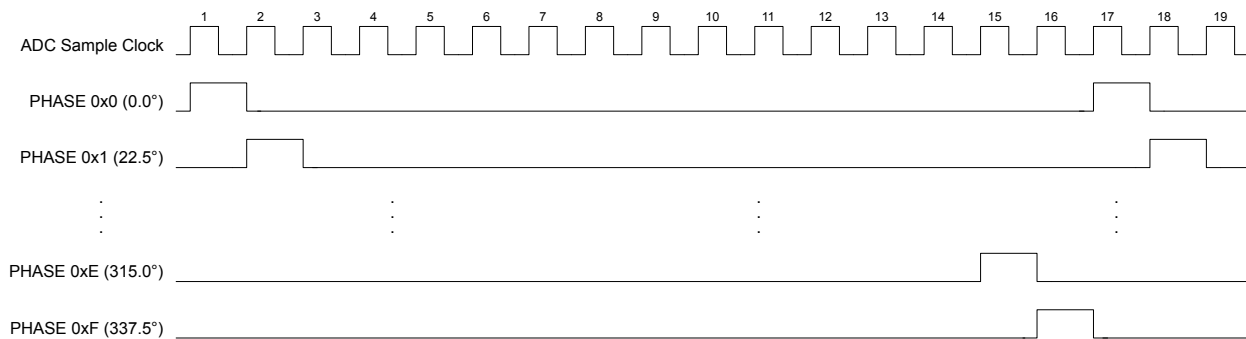 1 2 3 4 5 6 7 8 9 10 11 12 13 14 15 16 17 18 19
ADC Sample Clock
PHASE 0x0 (0.0°)
PHASE 0x1 (22.5°)
PHASE 0xE (315.0°)
PHASE 0xF (337.5°)